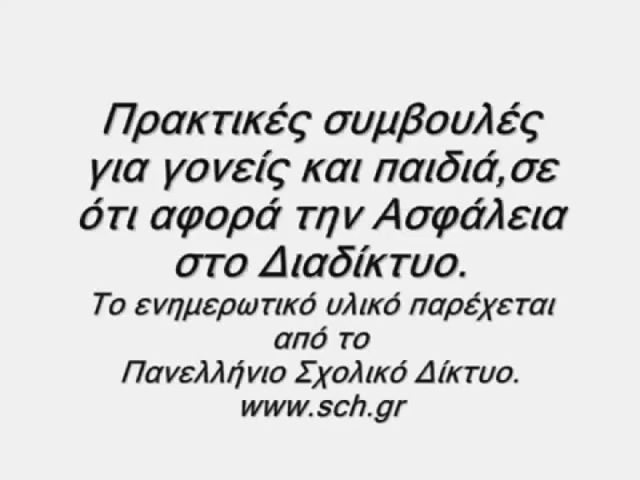 Πρακτικές συμβουλές
για γονείς και παιδιά,σε
ότι αφορά την Ασφάλεια
στο Διαδίκτυο.
Το ενημερωτικό υλικό παρέχεται
από το
Πανελλήνιο Σχολικό Δίκτυο.
www.sch.gr